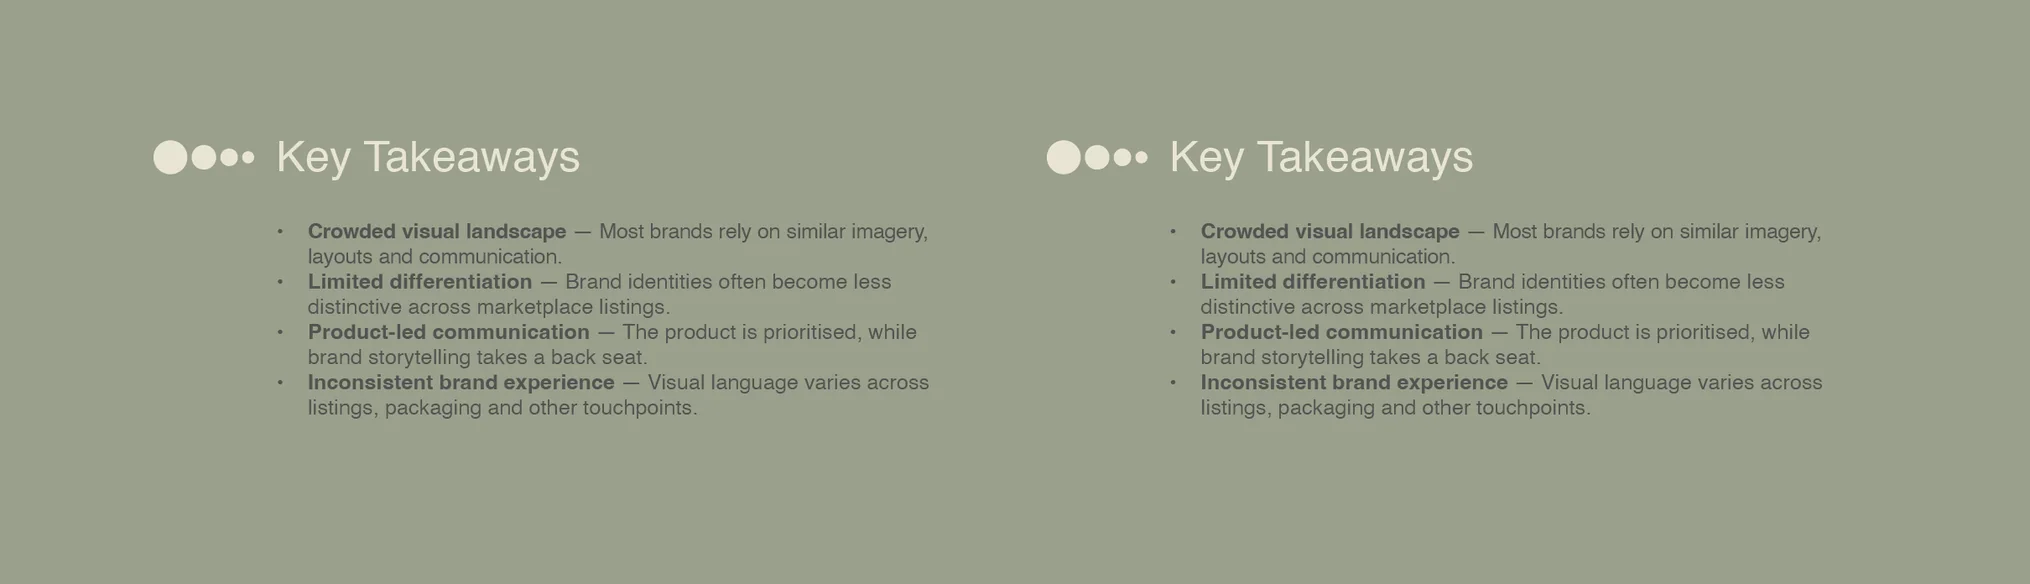 Key Takeaways
• Crowded visual landscape — Most brands rely on similar imagery,
layouts and communication.
• Limited differentiation — Brand identities often become less
distinctive across marketplace listings.
• Product-led communication — The product is prioritised, while
brand storytelling takes a back seat.
• Inconsistent brand experience — Visual language varies across
listings, packaging and other touchpoints.
Key Takeaways
• Crowded visual landscape — Most brands rely on similar imagery,
layouts and communication.
• Limited differentiation — Brand identities often become less
distinctive across marketplace listings.
• Product-led communication — The product is prioritised, while
brand storytelling takes a back seat.
• Inconsistent brand experience — Visual language varies across
listings, packaging and other touchpoints.